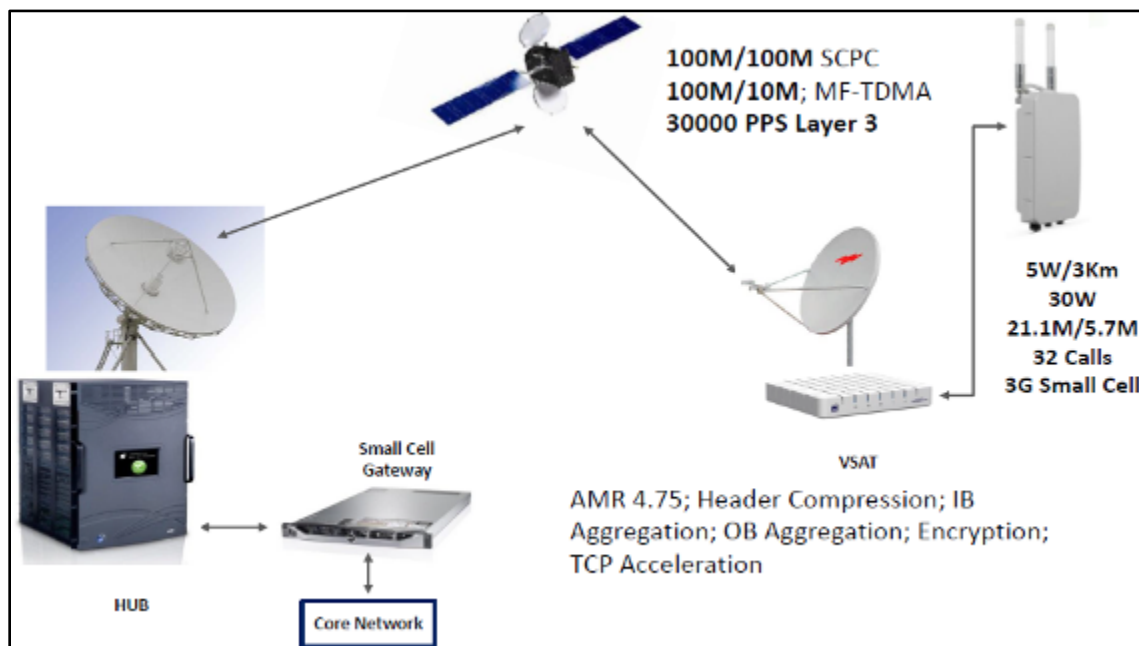 100M/100M SCPC
100M/10M; MF-TDMA
30000 PPS Layer 3
5W/3Km
30W
21.1M/5.7M
32 Calls
3G Small Cell
Small Cell
Gateway
VSAT
AMR 4.75; Header Compression; IB
Aggregation; OB Aggregation; Encryption;
TCP Acceleration
HUB
Core Network